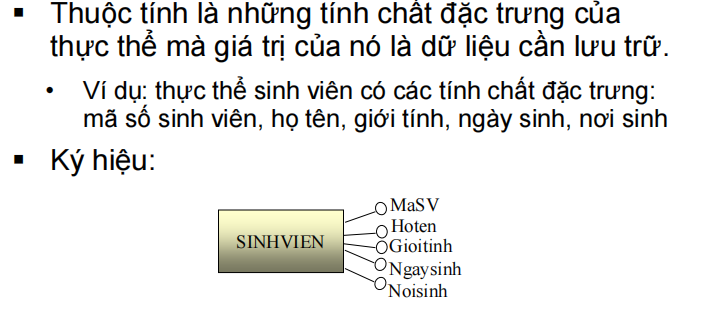 ▪ Thuộc tính là những tính chất đặc trưng của
thực thể mà giá trị của nó là dữ liệu cần lưu trữ.
• Ví dụ: thực thể sinh viên có các tính chất đặc trưng:
mã số sinh viên, họ tên, giới tính, ngày sinh, nơi sinh
▪ Ký hiệu:
SINHVIEN
MaSV
Hoten
Gioitinh
Ngaysinh
Noisinh